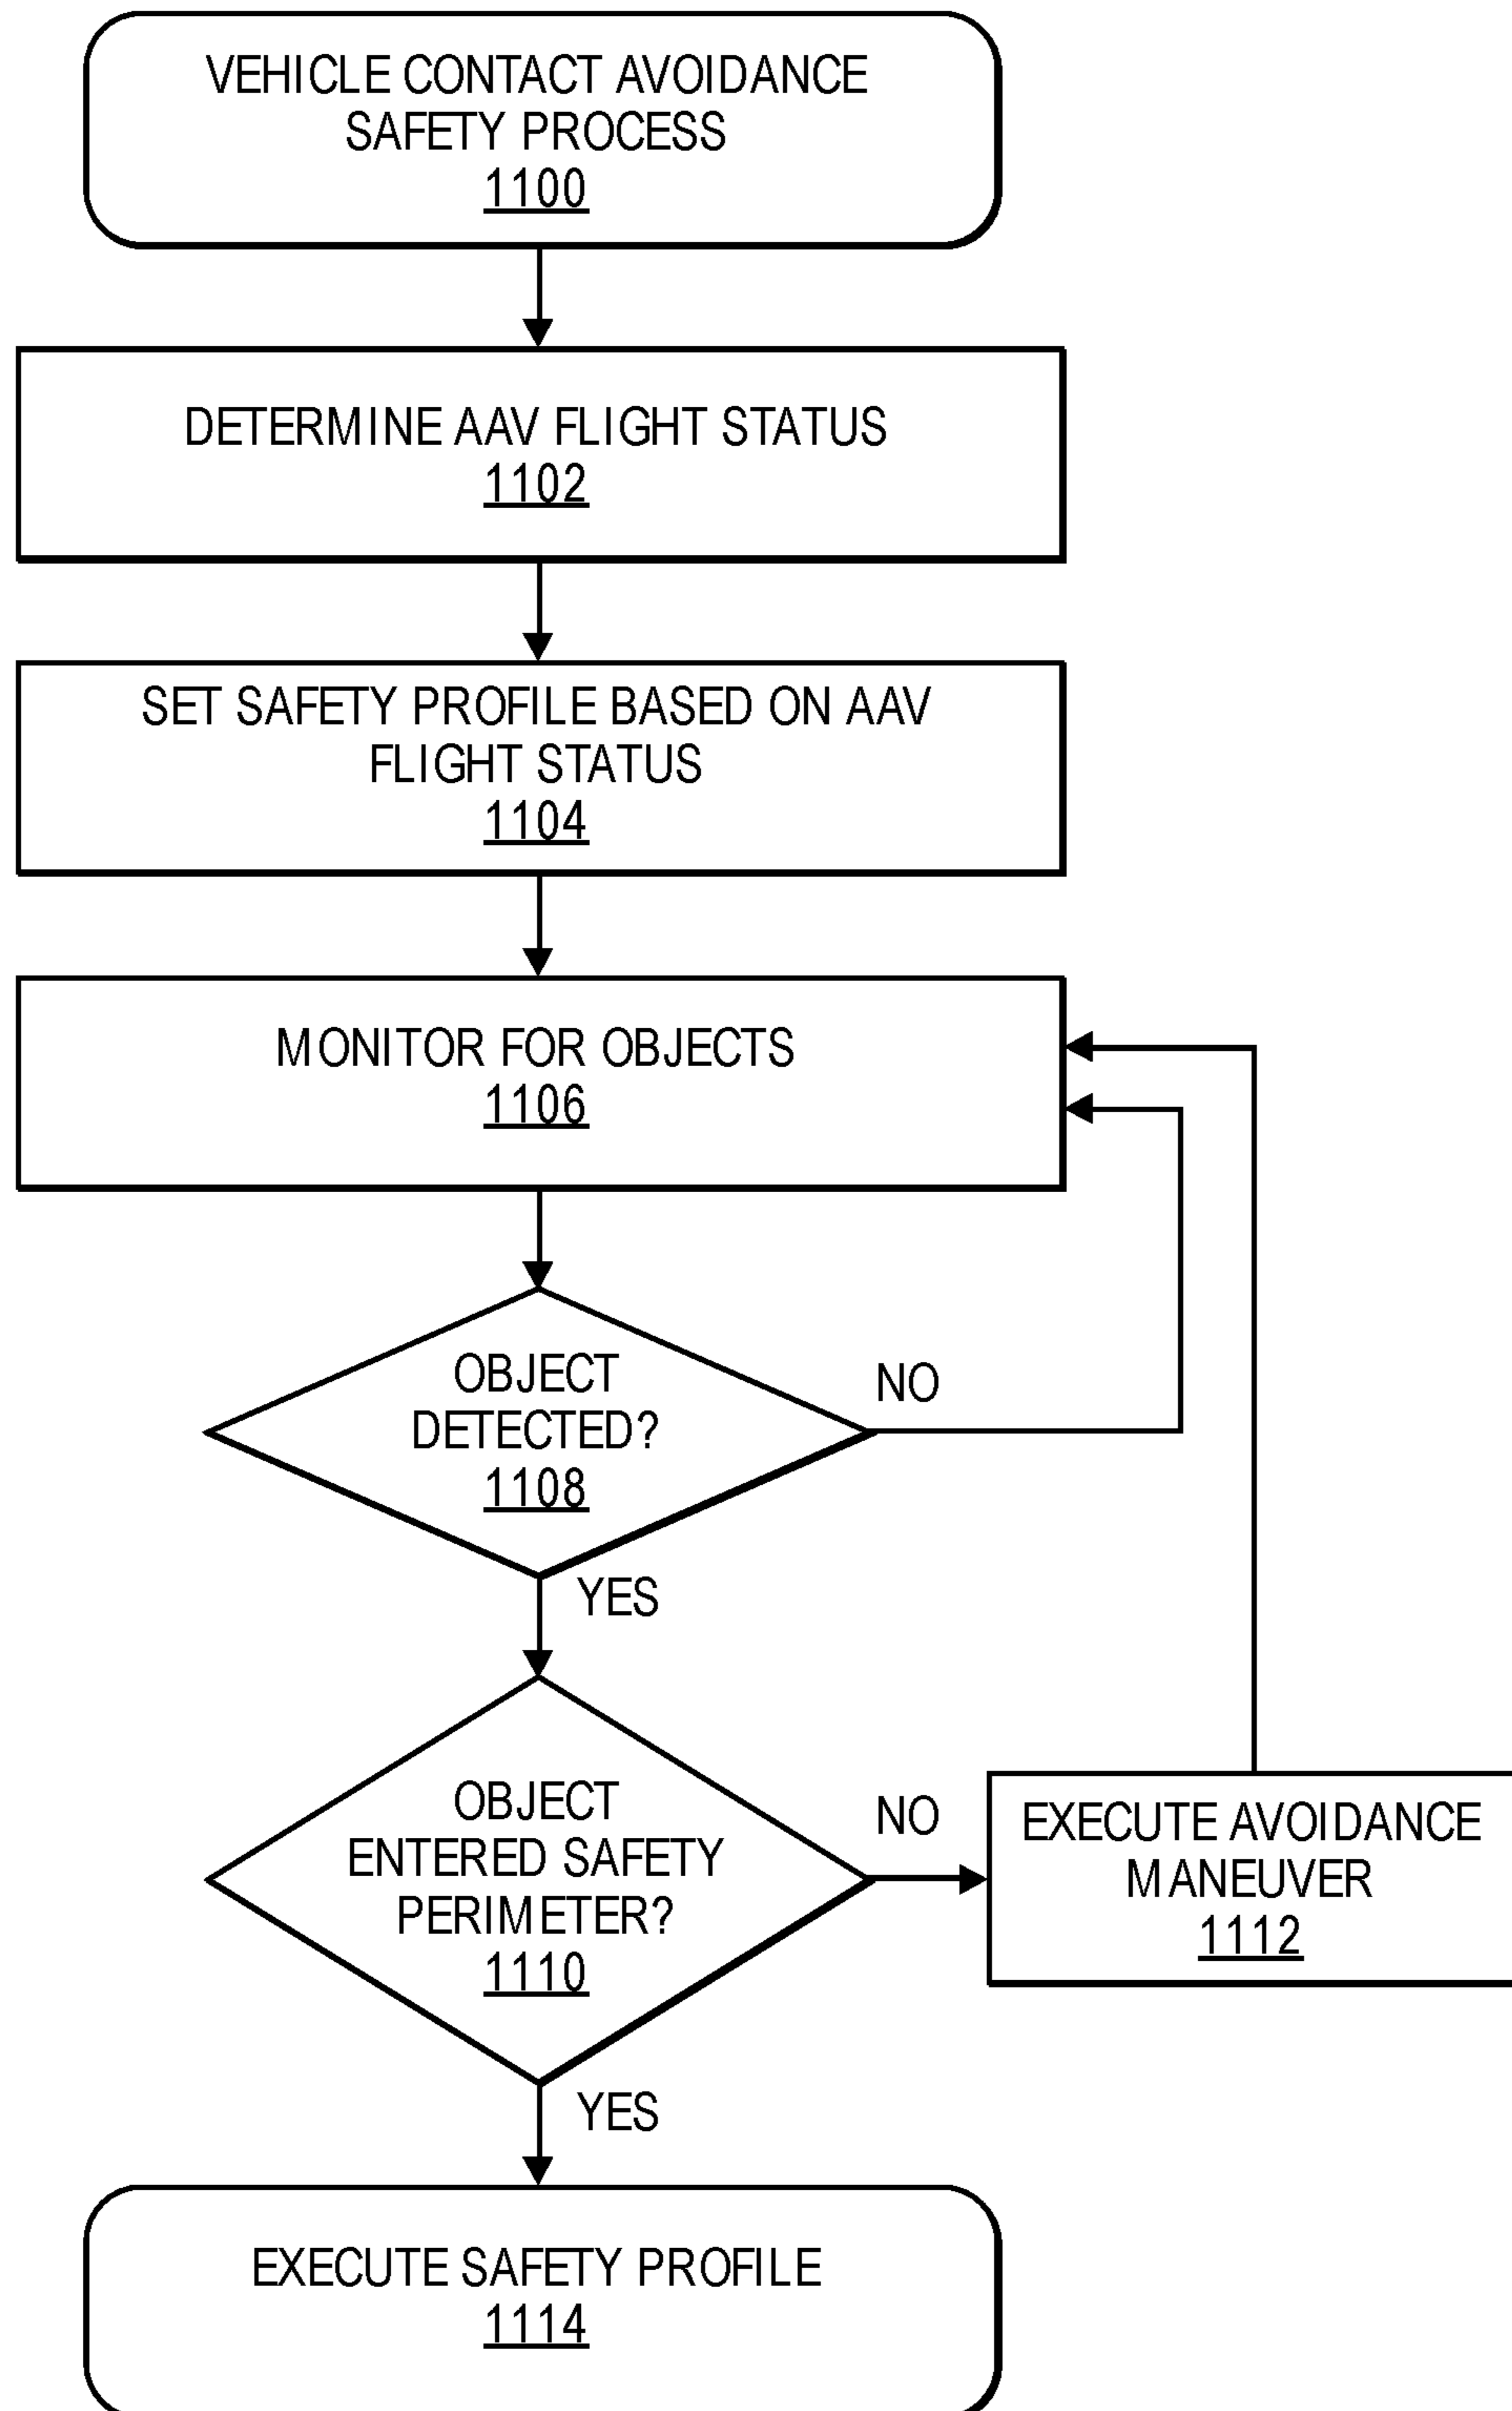 VEHICLE CONTACT AVOIDANCE
SAFETY PROCESS
1100
DETERMINE AAV FLIGHT STATUS
1102
SET SAFETY PROFILE BASED ON AAV
FLIGHT STATUS
1104
MONITOR FOR OBJECTS
1106
OBJECT
DETECTED?
1108
NO
YES
OBJECT
ENTERED SAFETY
PERIMETER?
1110
NO
EXECUTE AVOIDANCE
MANEUVER
1112
YES
EXECUTE SAFETY PROFILE
1114